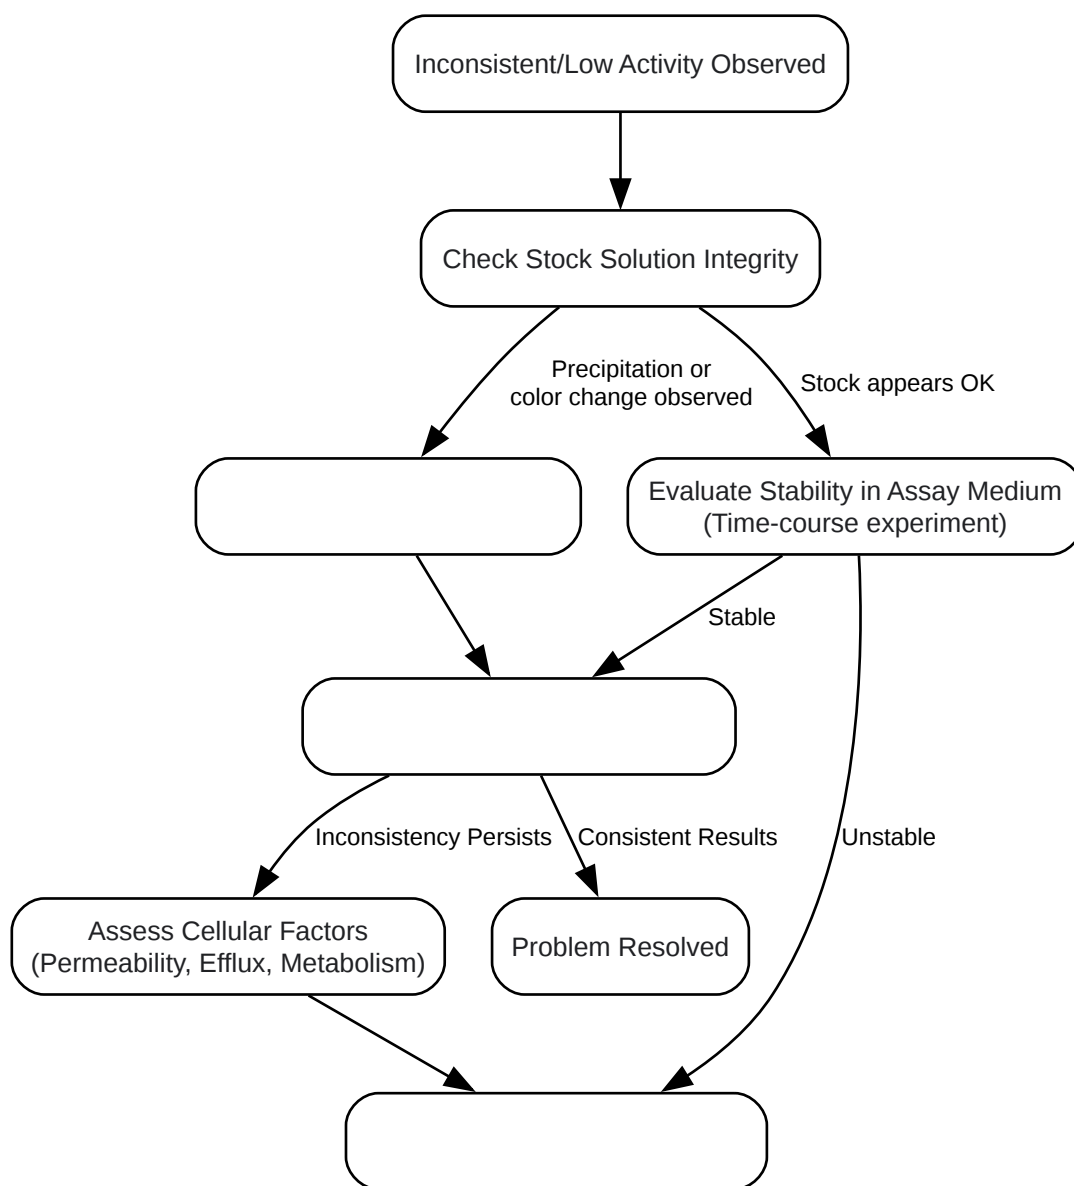 Inconsistent/Low Activity Observed
Check Stock Solution Integrity
Precipitation or
color change observed
Stock appears OK
Evaluate Stability in Assay Medium
(Time-course experiment)
Stable
Inconsistency Persists
Consistent Results
Unstable
Assess Cellular Factors
(Permeability, Efflux, Metabolism)
Problem Resolved